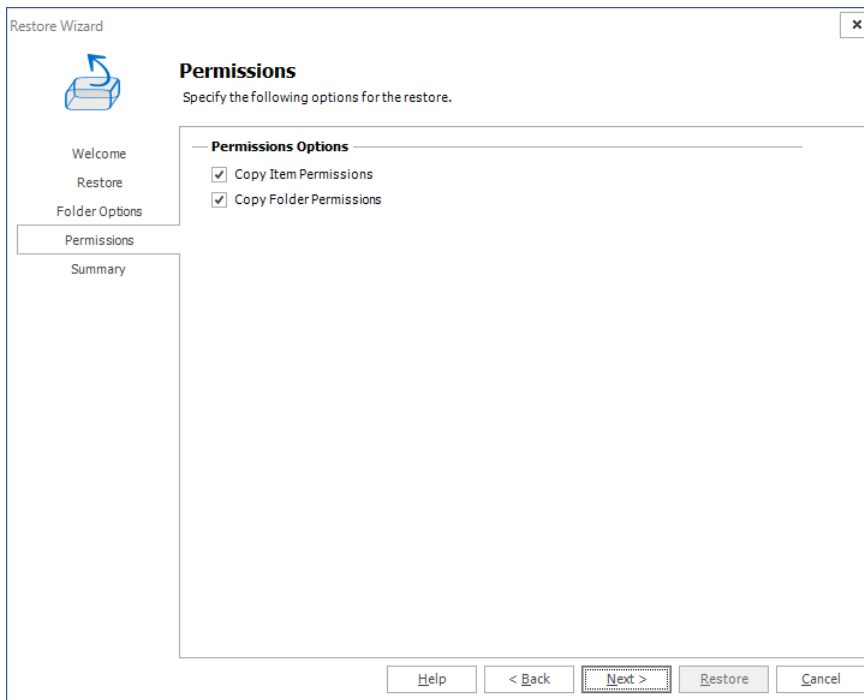 Restore Wizard
Permissions
Specify the following options for the restore.
Welcome
Restore
Folder Options
Permissions
Summary
Permissions Options
Copy Item Permissions
Copy Folder Permissions
Help
< Back
Next >
Restore
Cancel